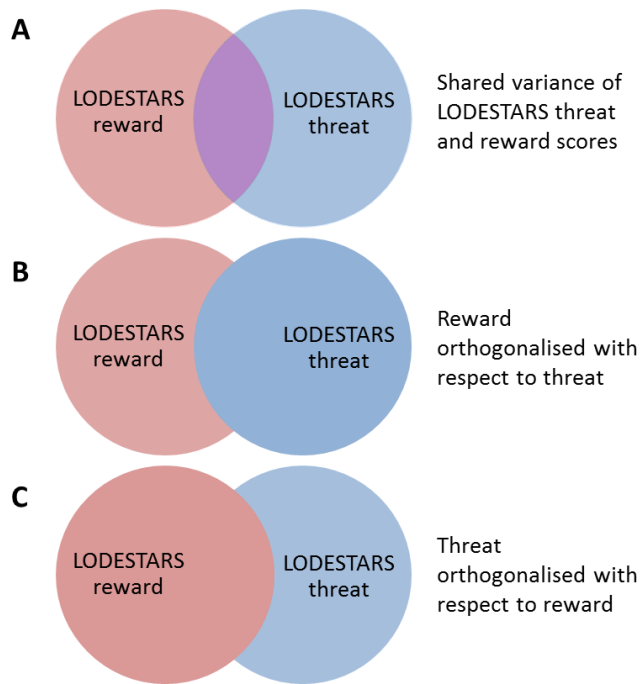 A
LODESTARS
reward
LODESTARS
threat
Shared variance of
LODESTARS threat
and reward scores
B
LODESTARS
reward
LODESTARS
threat
Reward
orthogonalised with
respect to threat
C
LODESTARS
reward
LODESTARS
threat
Threat
orthogonalised with
respect to reward